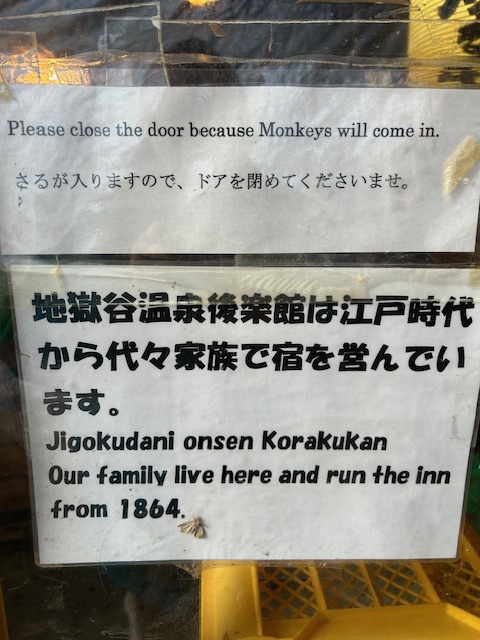 Please close the door because Monkeys will come in.
さるが入りますので、ドアを閉めてくださいませ。
地獄谷温泉後楽館は江戸時代
から代々家族で宿を営んでい
ます。
Jigokudani onsen Korakukan
Our family live here and run the inn
from 1864.